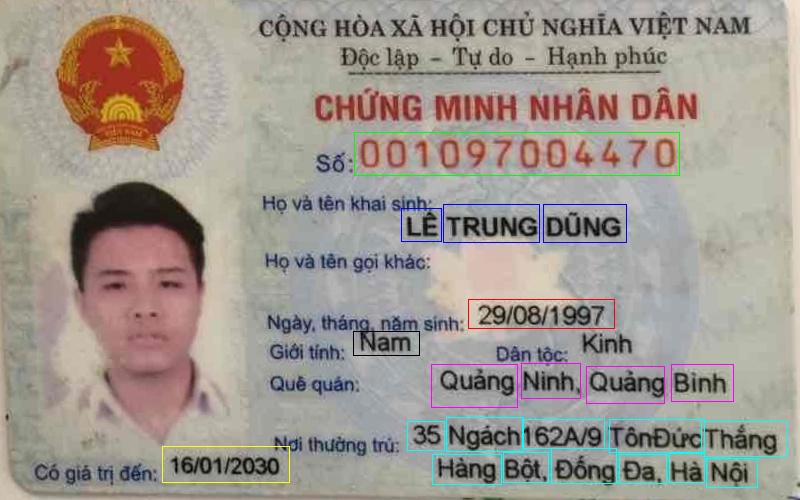 CỘNG HÒA XÃ HỘI CHỦ NGHĨA VIỆT NAM
Độc lập - Tự do - Hạnh phúc
CHỨNG MINH NHÂN DÂN
Số: 001097004470
Họ và tên khai sinh:
LÊ TRUNG DŨNG
Họ và tên gọi khác:
Ngày, tháng, năm sinh: 29/08/1997
Giới tính: Nam Dân tộc: Kinh
Quê quán: Quảng Ninh, Quảng Bình
Nơi thường trú: 35 Ngách 162A/9 TônĐức Thắng
Hàng Bột, Đống Đa, Hà Nội
Có giá trị đến: 16/01/2030
VIỆT NAM